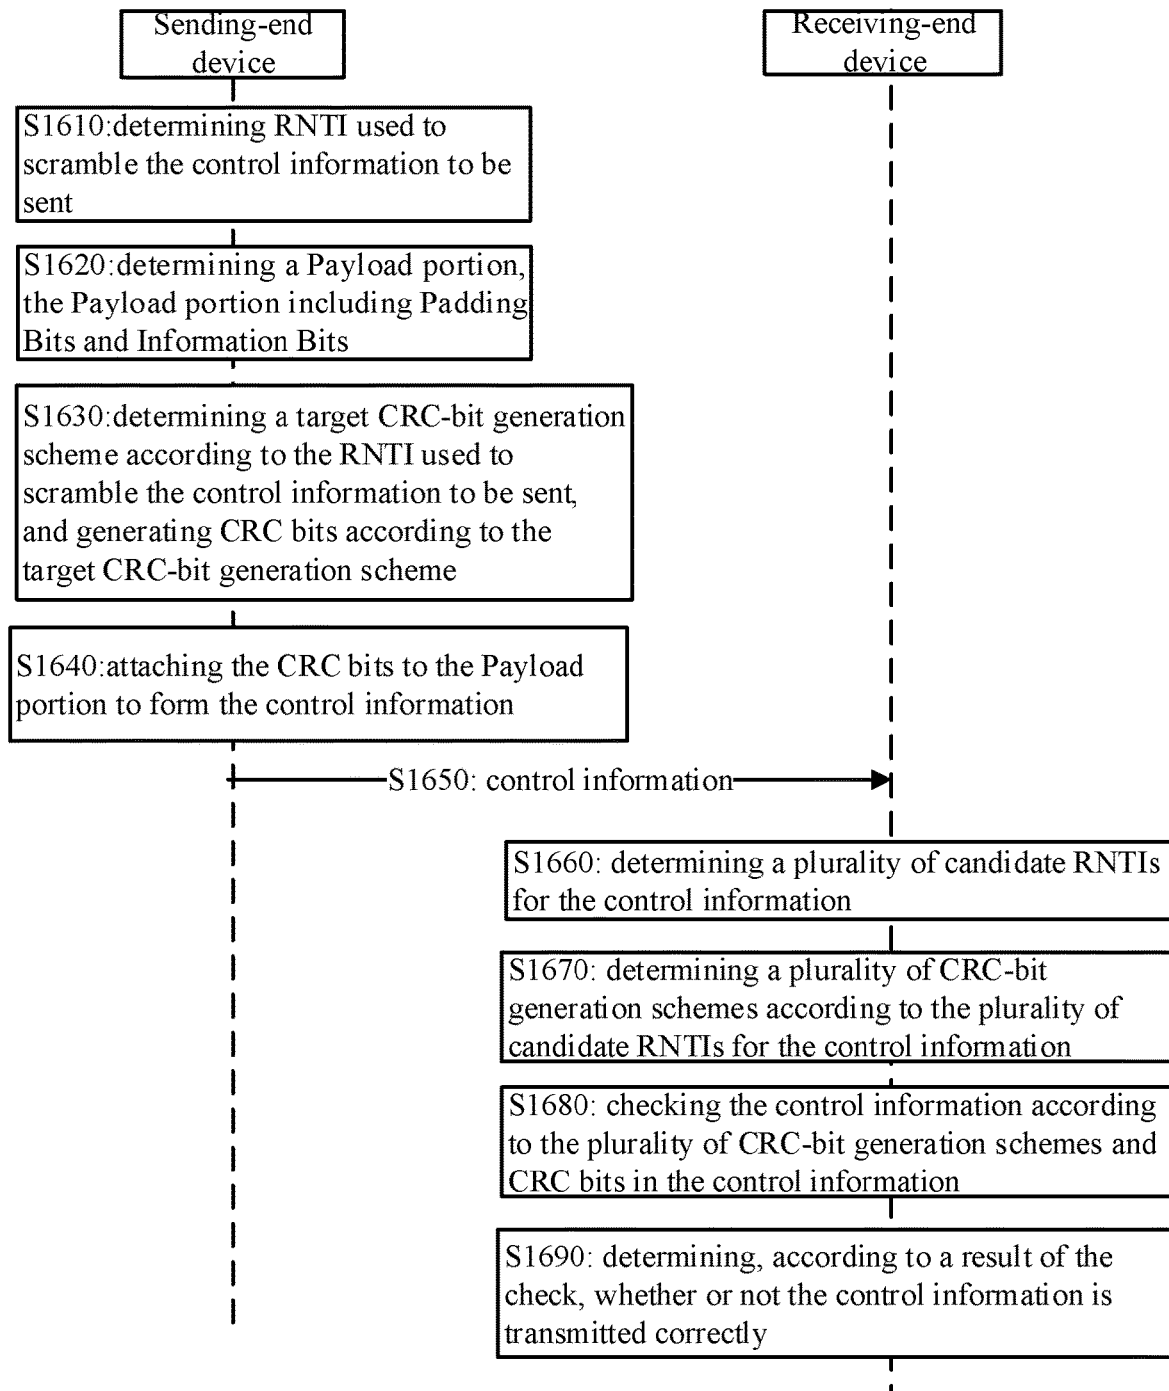 Sending-end
device
Receiving-end
device
S1610:determining RNTI used to
scramble the control information to be
sent
S1620:determining a Payload portion,
the Payload portion including Padding
Bits and Information Bits
S1630:determining a target CRC-bit generation
scheme according to the RNTI used to
scramble the control information to be sent,
and generating CRC bits according to the
target CRC-bit generation scheme
S1640:attaching the CRC bits to the Payload
portion to form the control information
S1650: control information
S1660: determining a plurality of candidate RNTIs
for the control information
S1670: determining a plurality of CRC-bit
generation schemes according to the plurality of
candidate RNTIs for the control information
S1680: checking the control information according
to the plurality of CRC-bit generation schemes and
CRC bits in the control information
S1690: determining, according to a result of the
check, whether or not the control information is
transmitted correctly